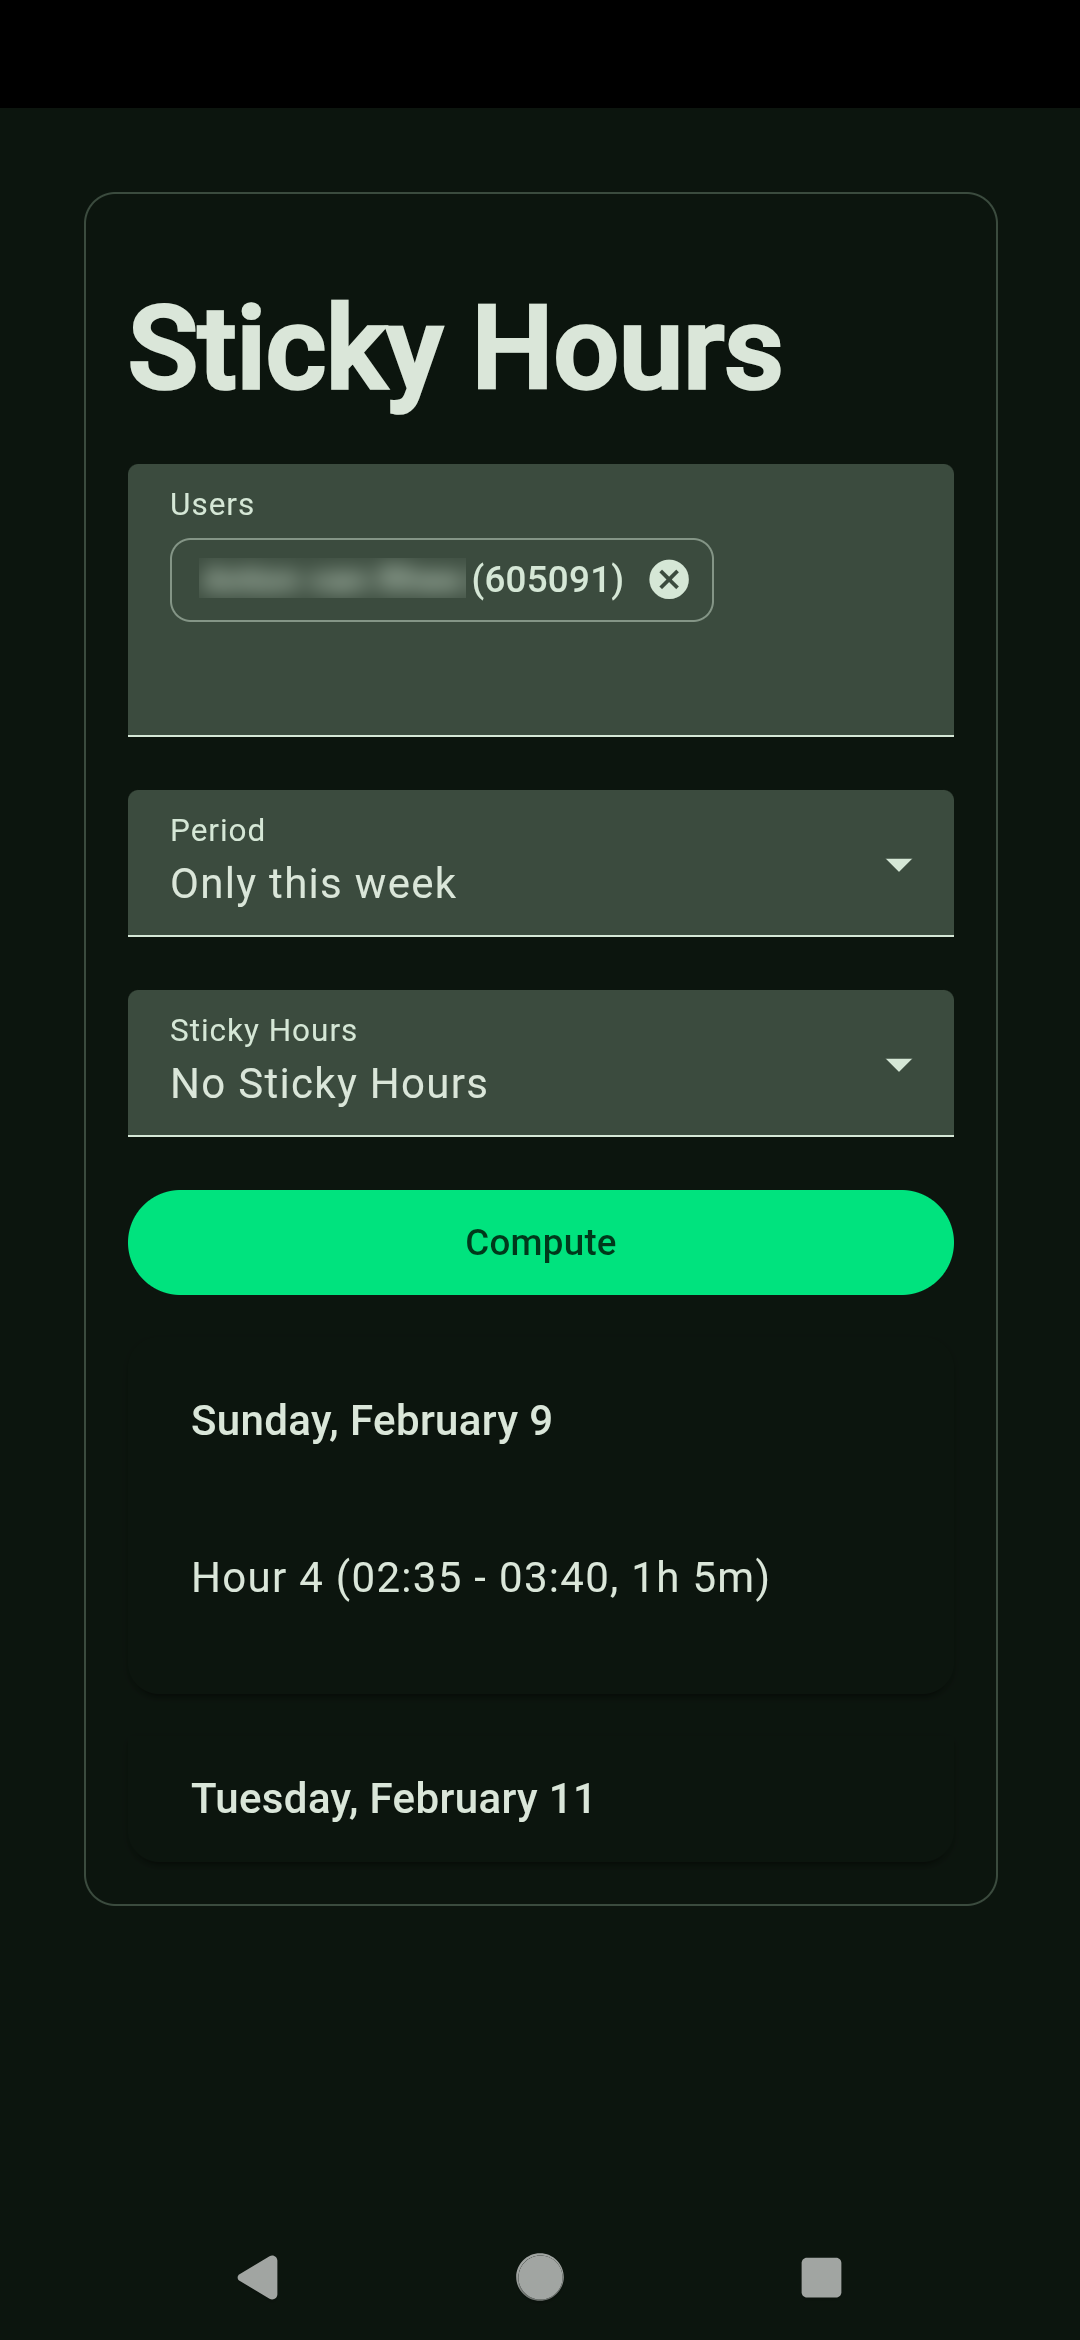 Sticky Hours
Users
(605091)
Period
Only this week
Sticky Hours
No Sticky Hours
Compute
Sunday, February 9
Hour 4 (02:35 - 03:40, 1h 5m)
Tuesday, February 11